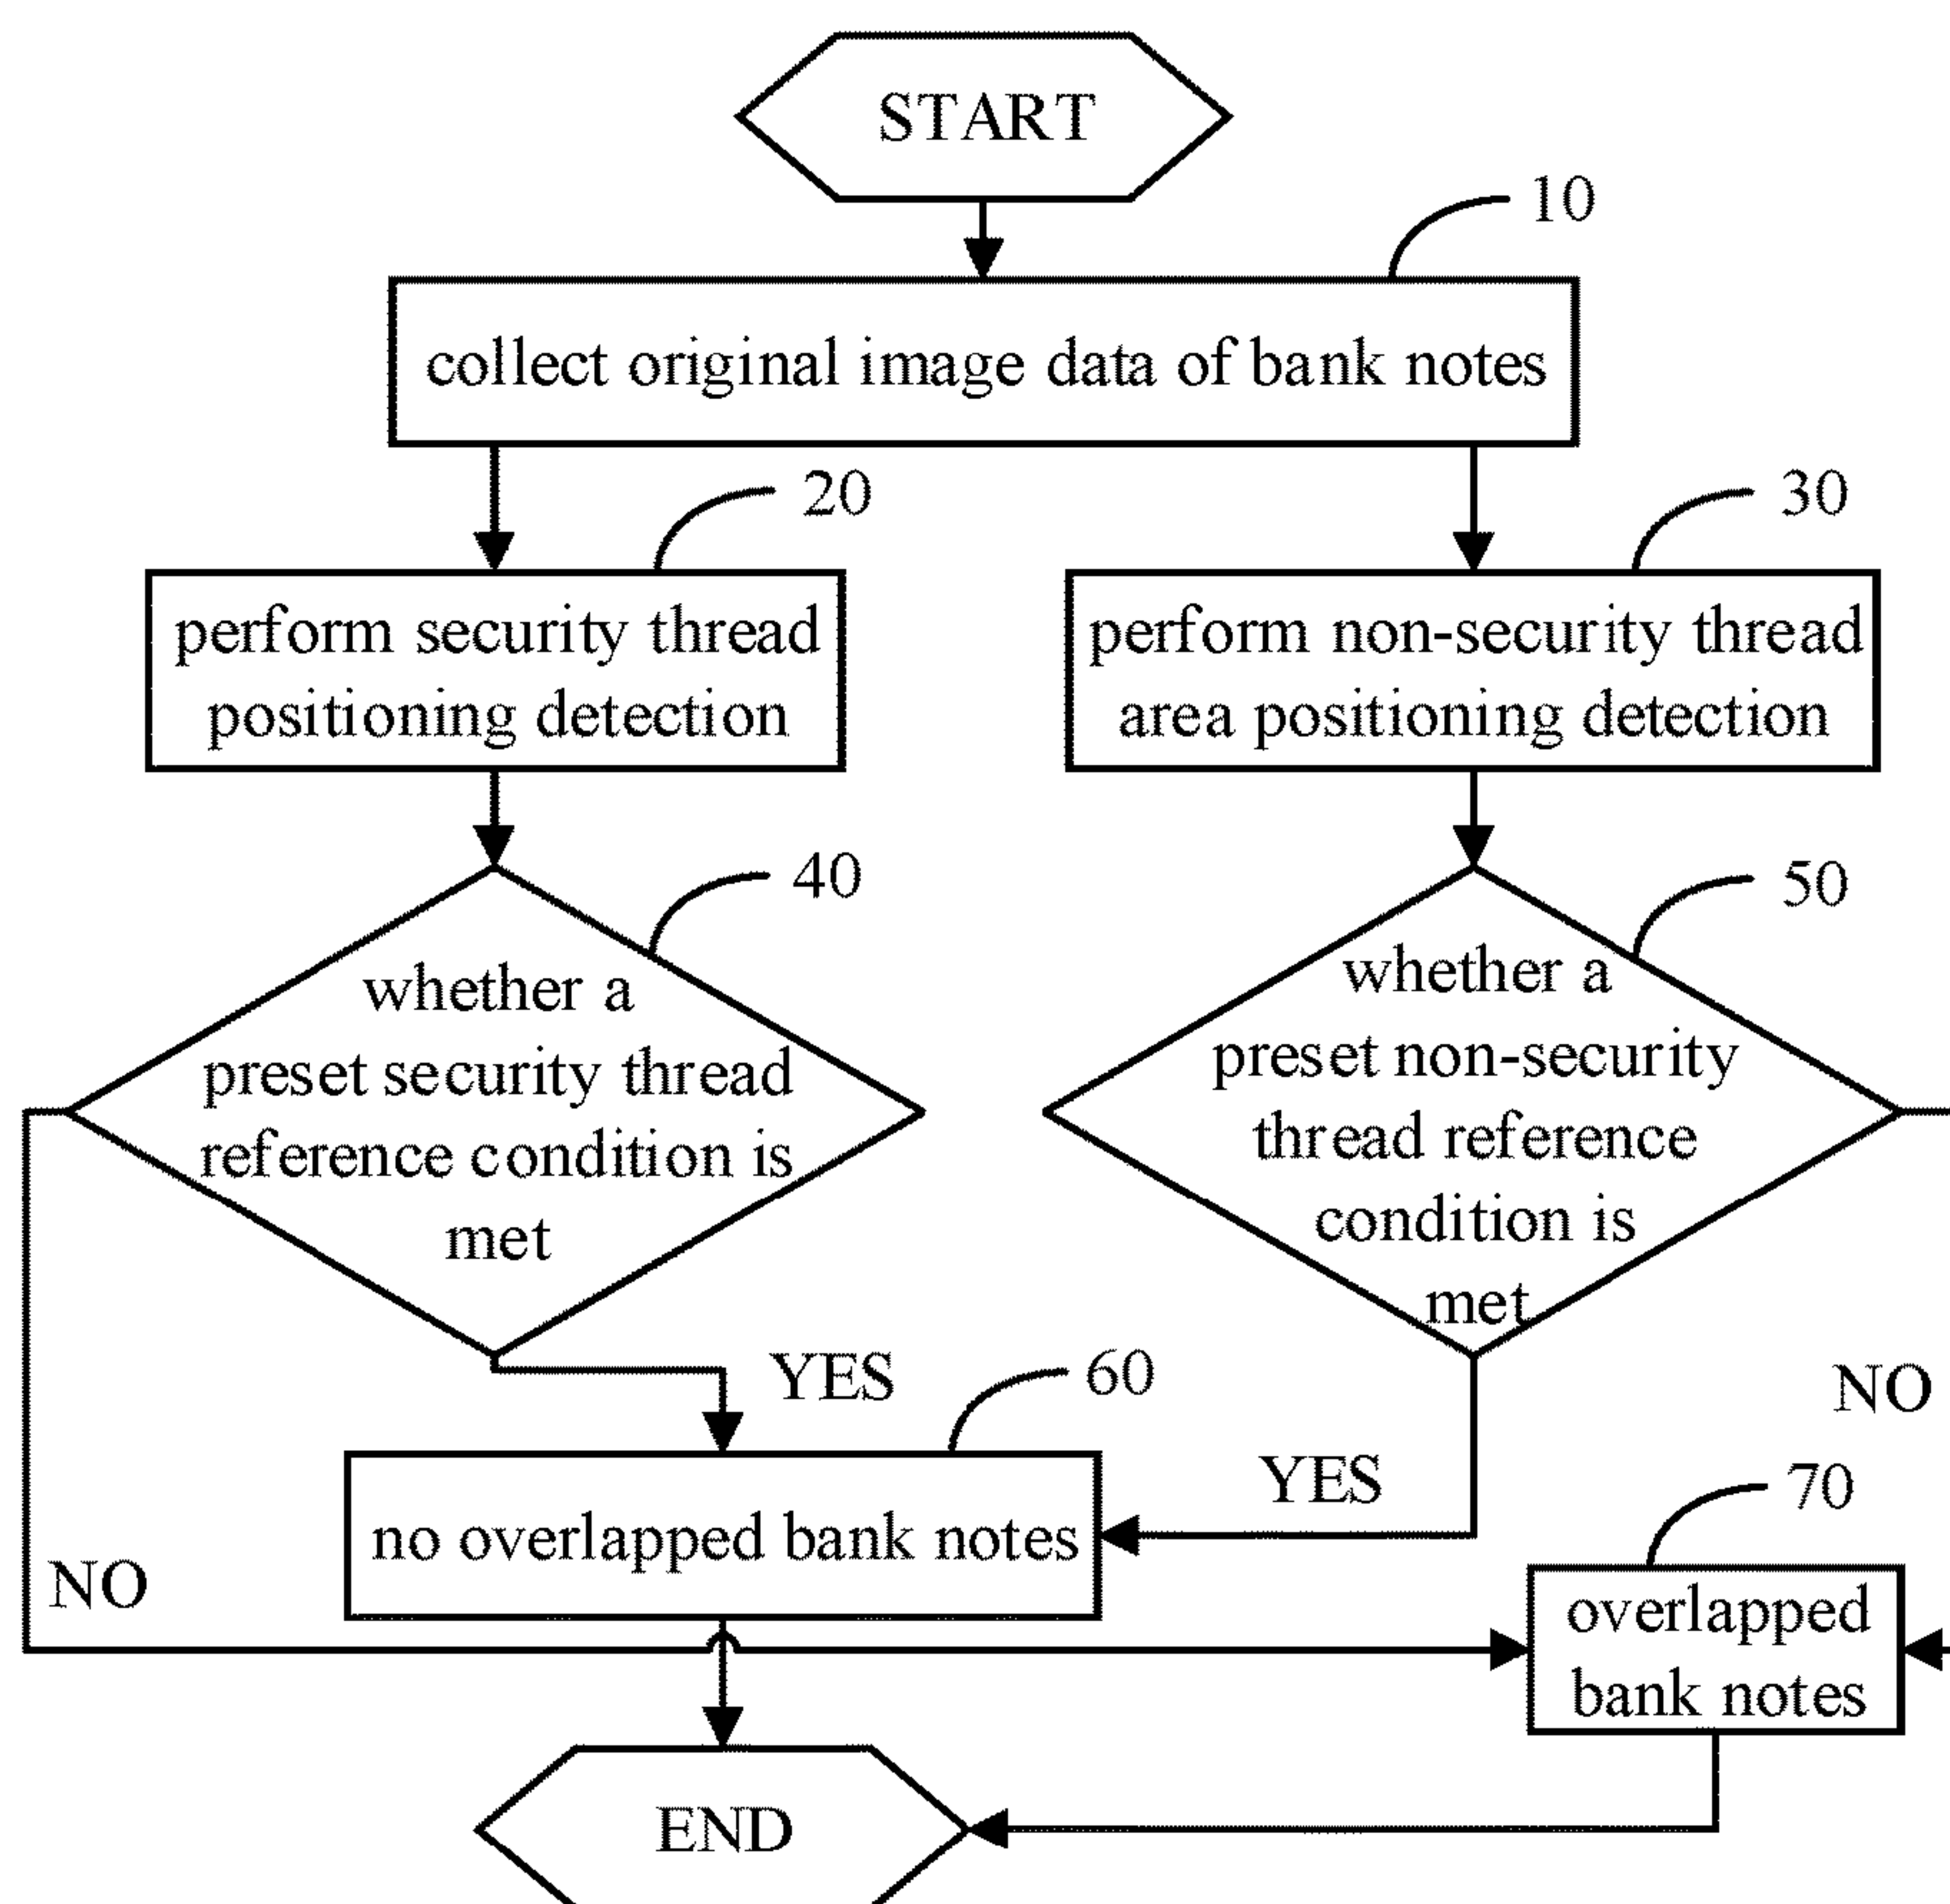 START
10
collect original image data of bank notes
20
30
perform security thread
positioning detection
perform non-security thread
area positioning detection
40
50
whether a
preset security thread
reference condition is
met
whether a
preset non-security
thread reference
condition is
met
YES
60
NO
YES
70
no overlapped bank notes
NO
overlapped
bank notes
END